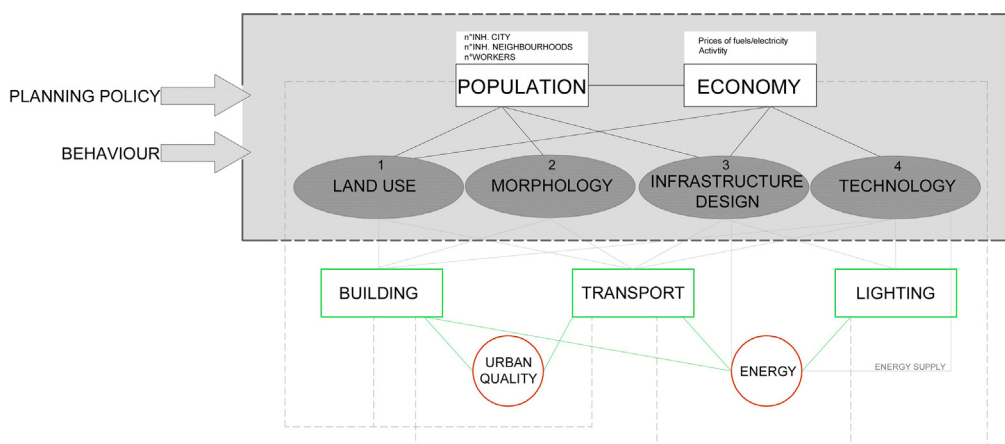 n°INH. CITY
n°INH. NEIGHBOURHOODS
n°WORKERS
Prices of fuels/electricity
Activtiy
POPULATION
ECONOMY
PLANNING POLICY
BEHAVIOUR
1
LAND USE
2
MORPHOLOGY
3
INFRASTRUCTURE
DESIGN
4
TECHNOLOGY
BUILDING
TRANSPORT
LIGHTING
URBAN
QUALITY
ENERGY
ENERGY SUPPLY